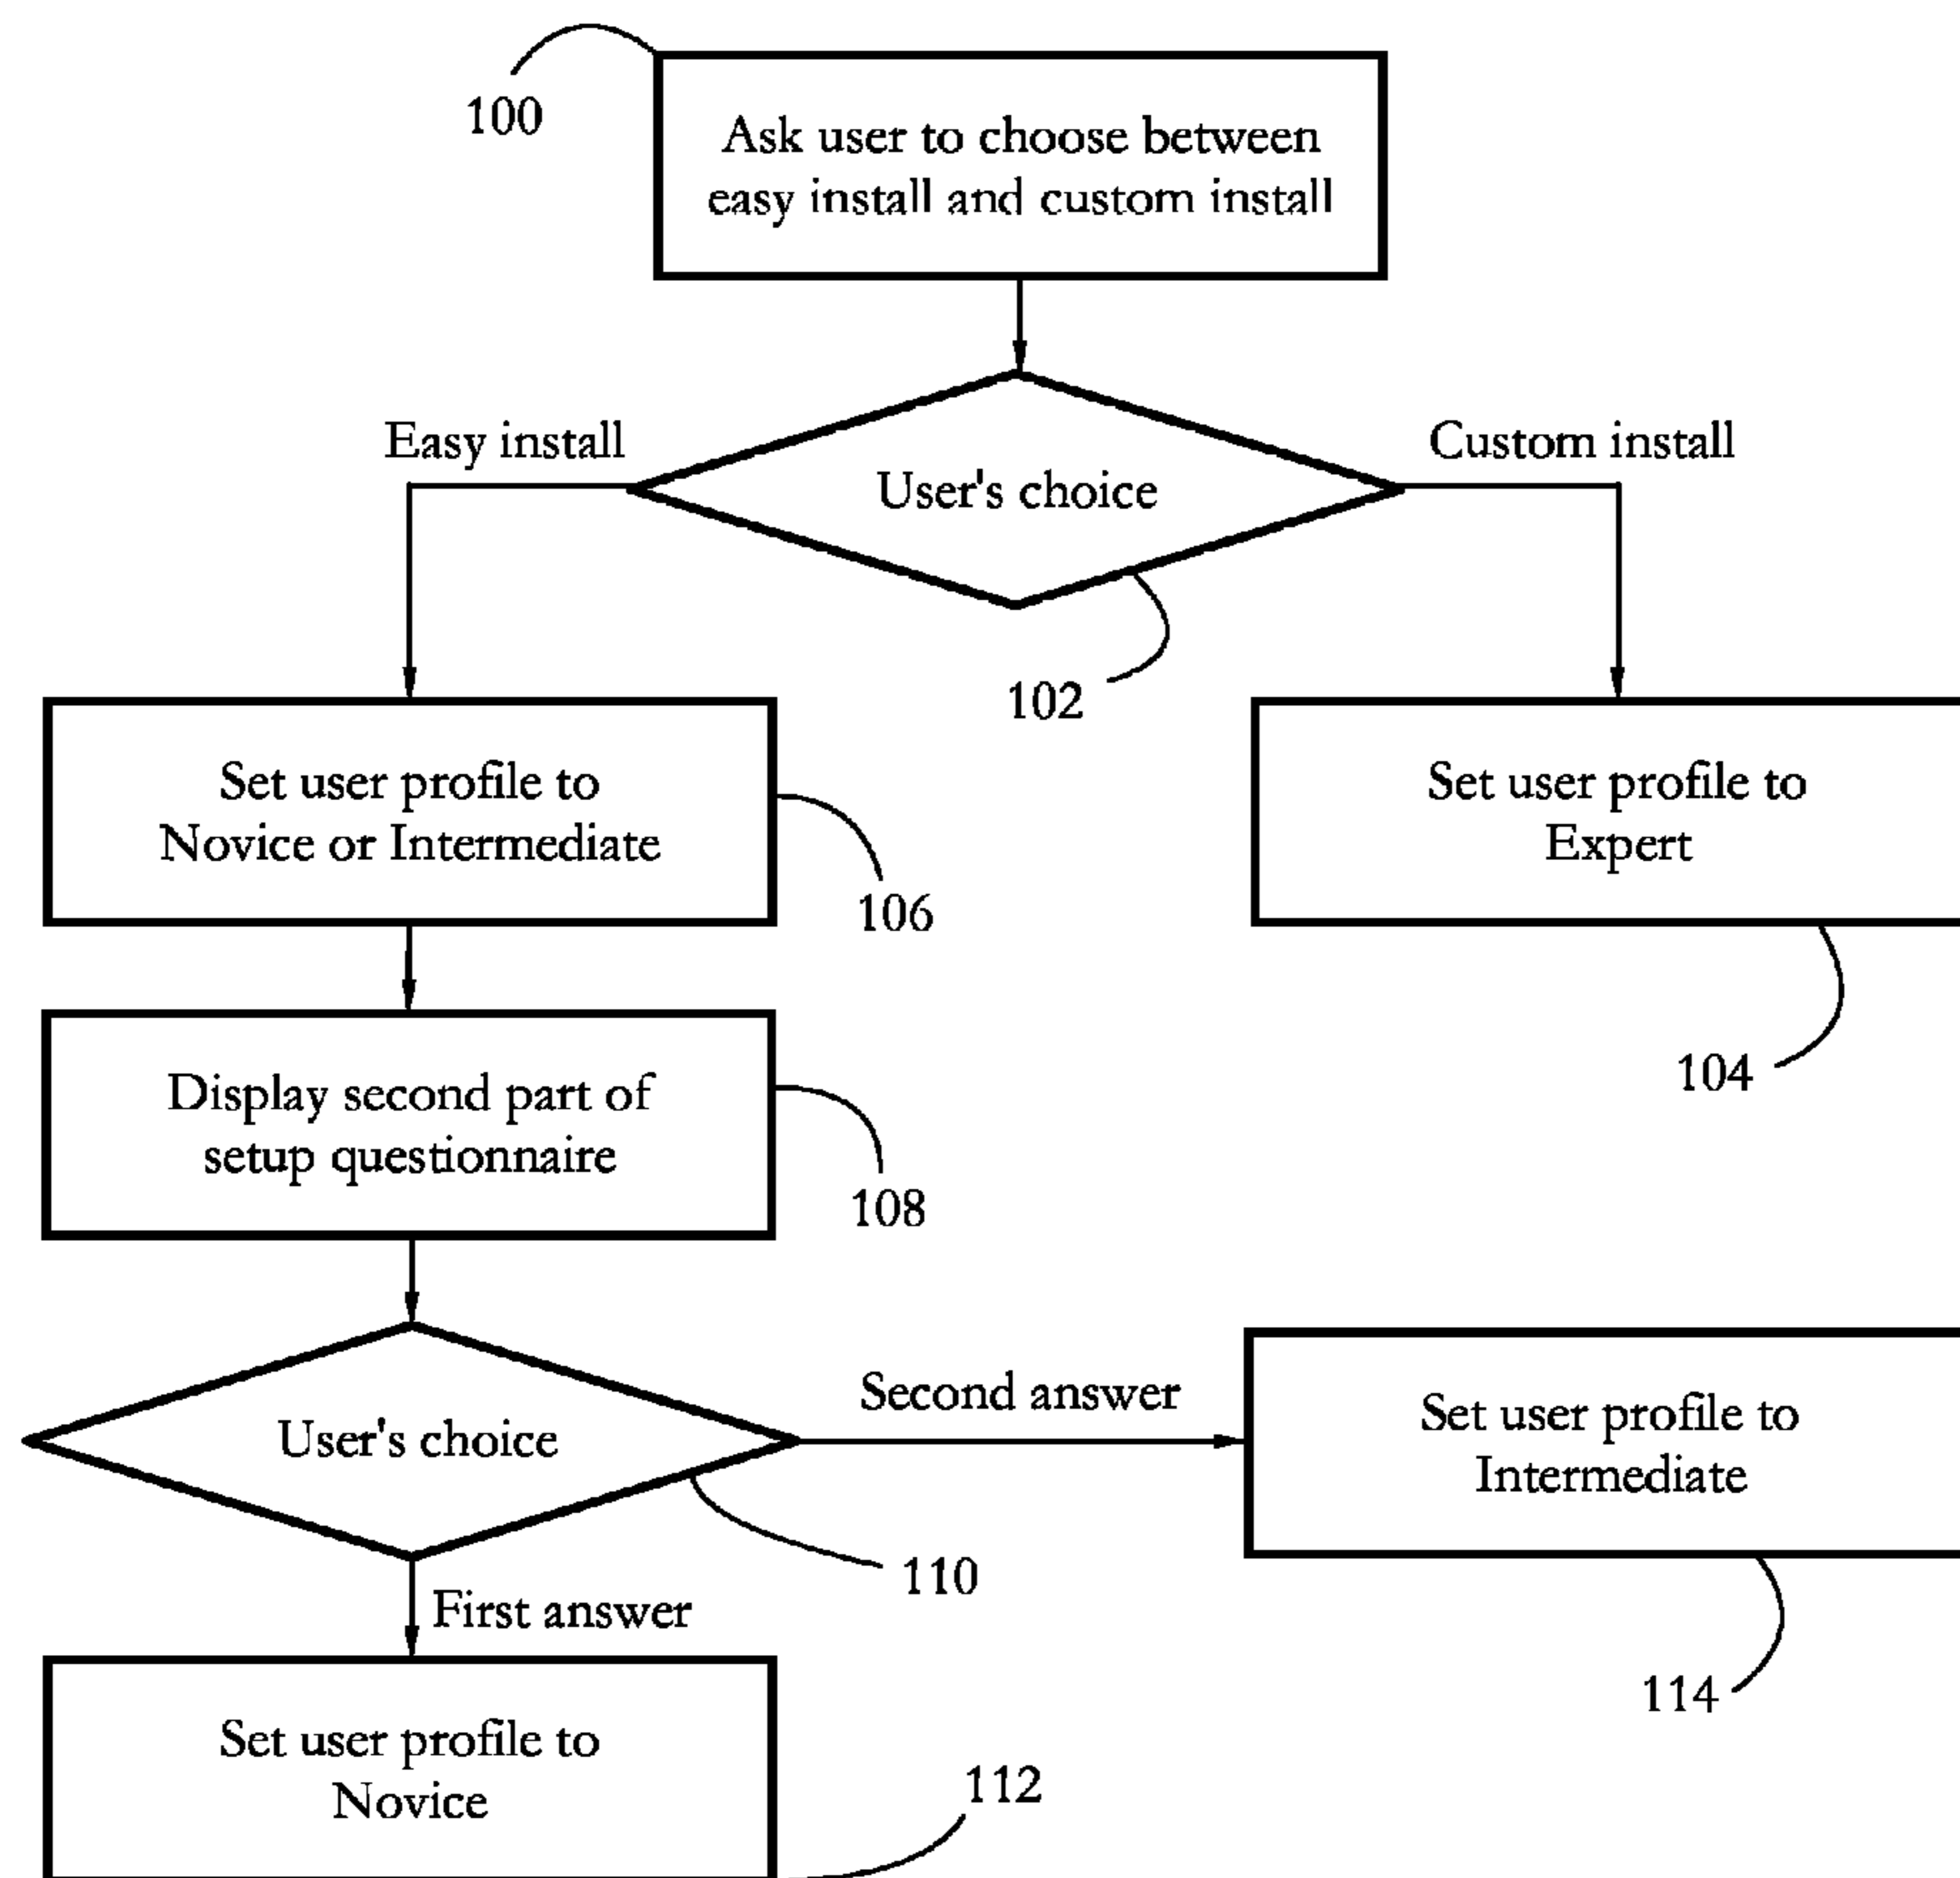 100
Ask user to choose between
easy install and custom install
Easy install
User's choice
Custom install
102
Set user profile to
Novice or Intermediate
106
Set user profile to
Expert
104
Display second part of
setup questionnaire
108
User's choice
Second answer
Set user profile to
Intermediate
110
First answer
114
Set user profile to
Novice
112